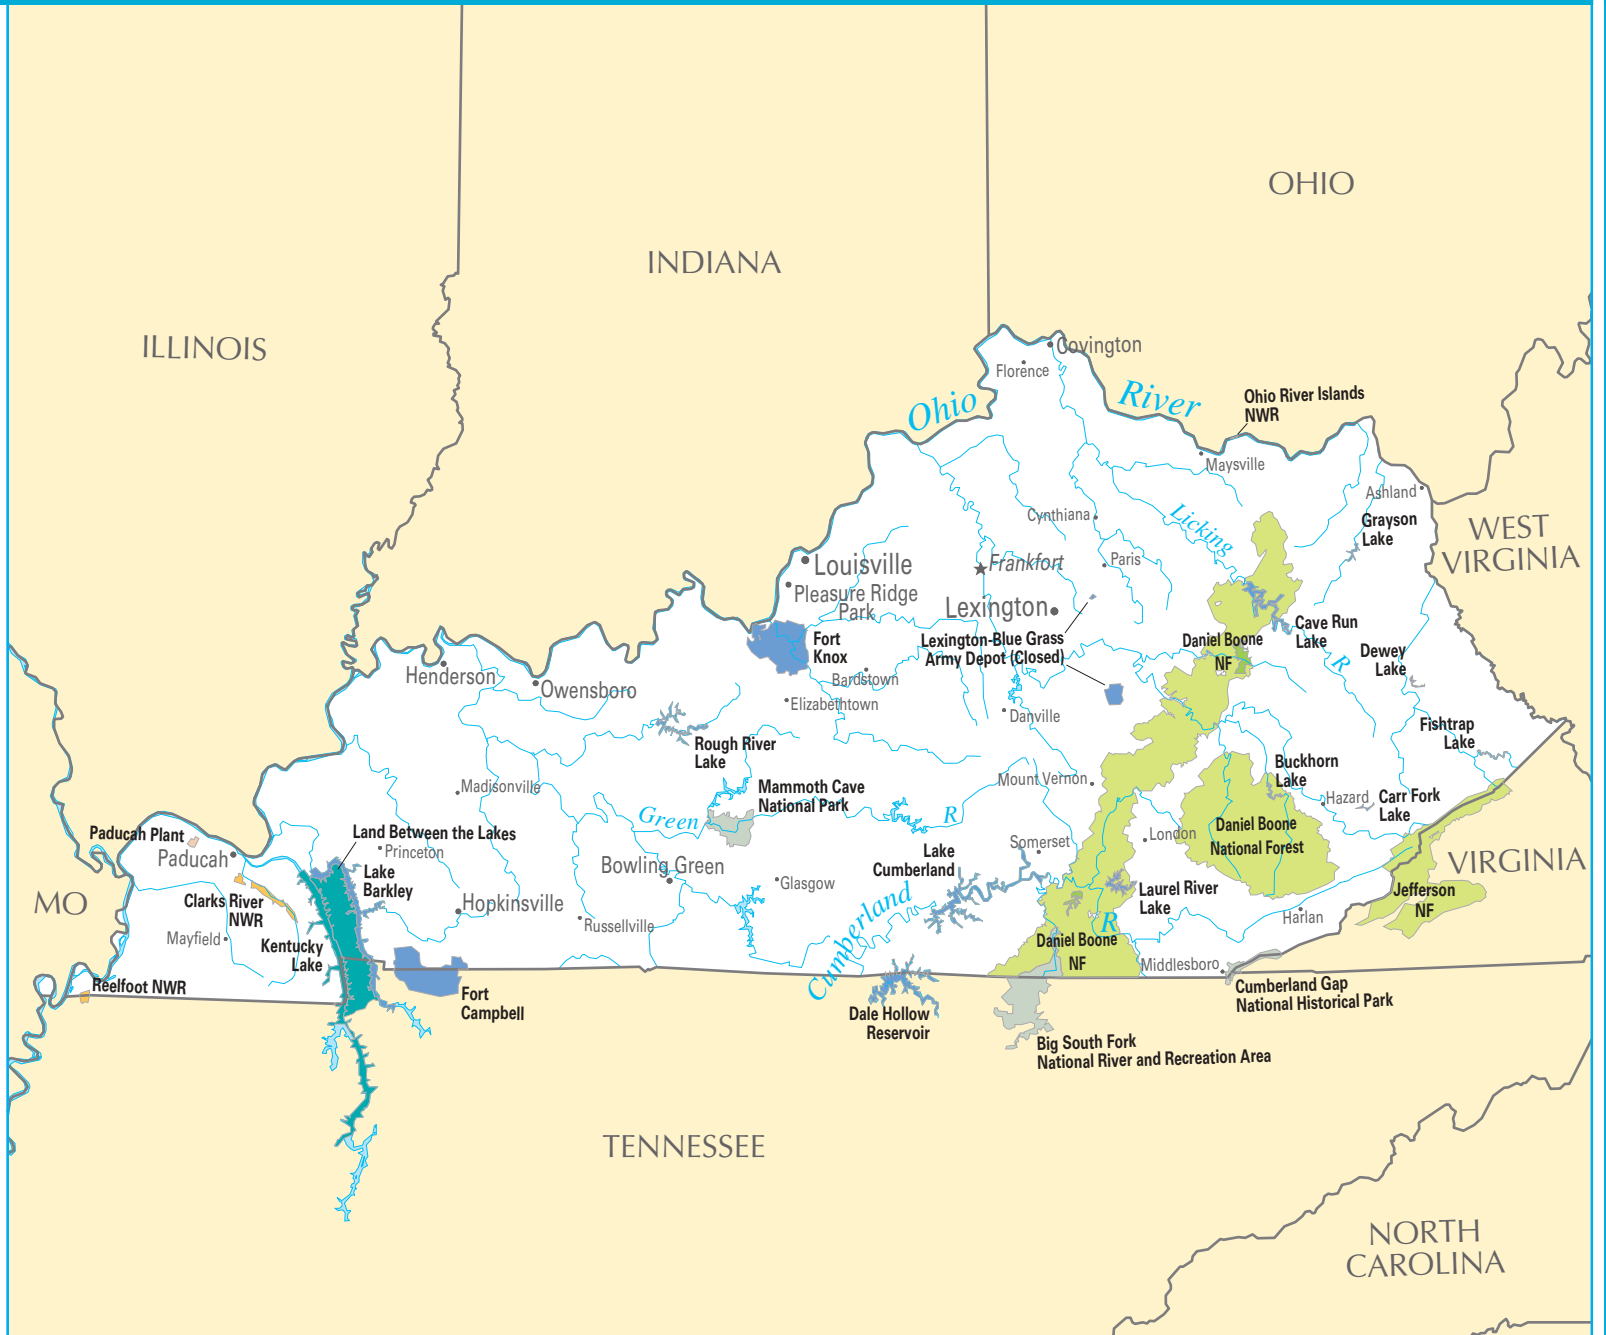 OHIO
INDIANA
ILLINOIS
Covington
Florence
Ohio
River
Ohio River Islands
NWR
Maysville
Ashland
Grayson
Lake
WEST
VIRGINIA
Cynthiana
Licking
Louisville
Frankfort
Paris
Pleasure Ridge
Park
Lexington
Fort
Knox
Lexington-Blue Grass
Army Depot (Closed)
Daniel Boone
NF
Cave Run
Lake
R
Dewey
Lake
Henderson
Owensboro
Bardstown
Elizabethtown
Danville
Fishtrap
Lake
Rough River
Lake
Buckhorn
Lake
Madisonville
Mammoth Cave
National Park
Mount Vernon
Hazard
Carr Fork
Lake
Green
R
Paducah Plant
Paducah
Land Between the Lakes
Princeton
Lake
Barkley
Bowling Green
Glasgow
Lake
Cumberland
Somerset
London
Daniel Boone
National Forest
VIRGINIA
MO
Clarks River
NWR
Hopkinsville
Russellville
Cumberland
Laurel River
Lake
R
Jefferson
NF
Harlan
Mayfield
Kentucky
Lake
Daniel Boone
NF
Middlesboro
Reelfoot NWR
Fort
Campbell
Dale Hollow
Reservoir
Cumberland Gap
National Historical Park
Big South Fork
National River and Recreation Area
TENNESSEE
NORTH
CAROLINA